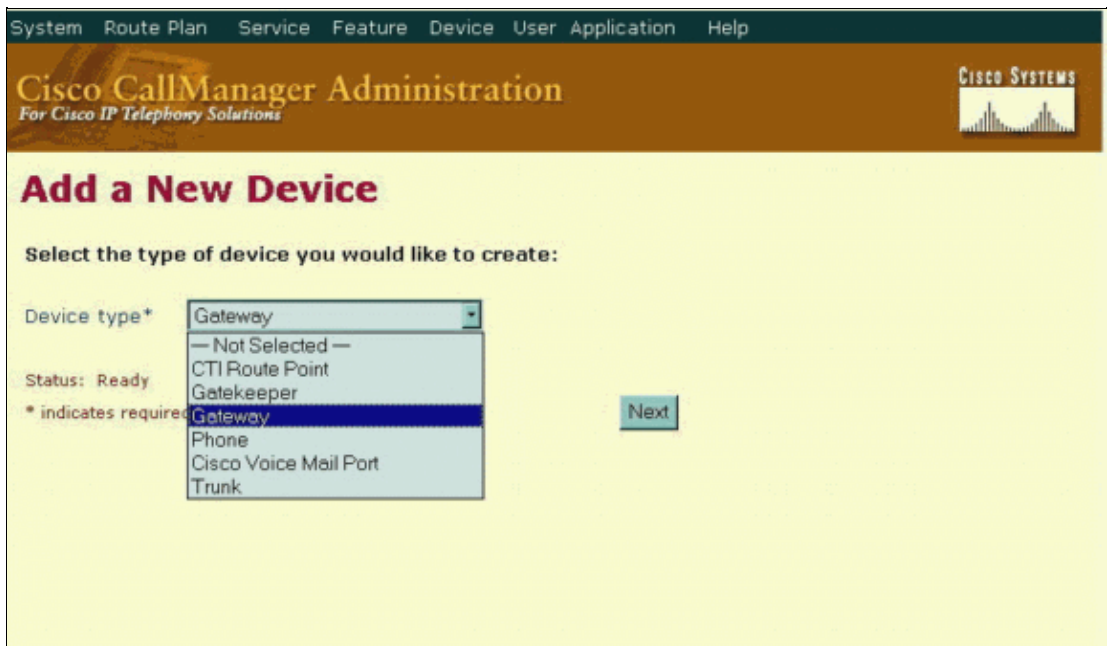 System Route Plan Service Feature Device User Application Help
Cisco CallManager Administration
For Cisco IP Telephony Solutions
CISCO SYSTEMS
Add a New Device
Select the type of device you would like to create:
Device type* Gateway
— Not Selected —
CTI Route Point
Gatekeeper
Gateway
Phone
Cisco Voice Mail Port
Trunk
Status: Ready
* indicates require
Next